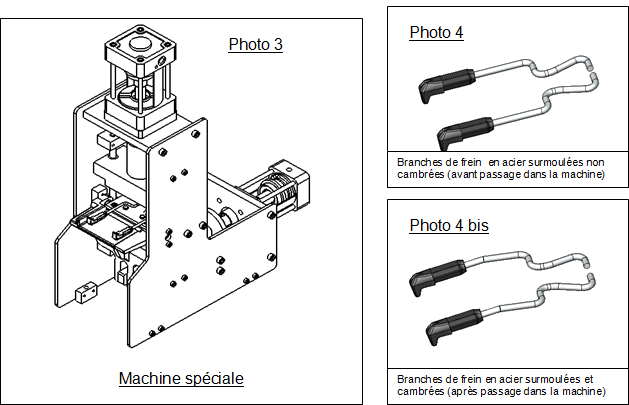 Photo 3
Machine spéciale
Photo 4
Branches de frein en acier surmoulées non
cambrées (avant passage dans la machine)
Photo 4 bis
Branches de frein en acier surmoulées et
cambrées (après passage dans la machine)